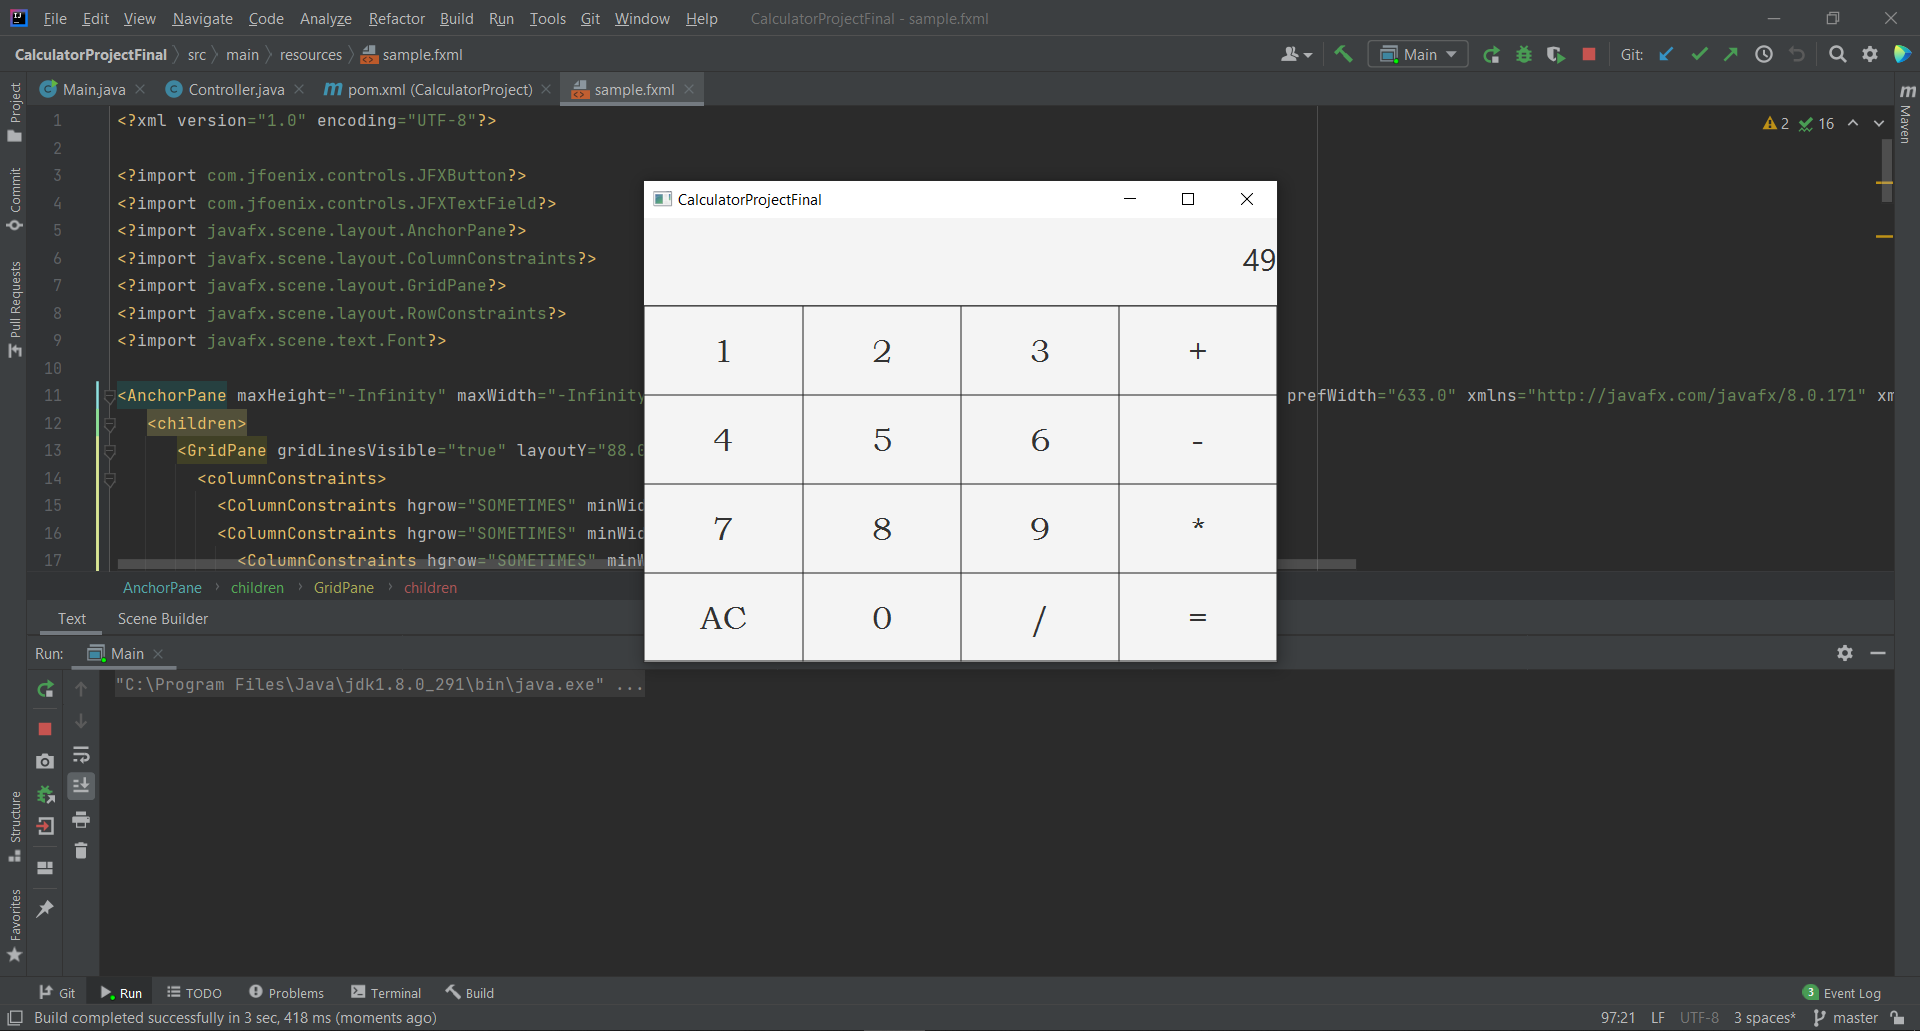 File Edit View Navigate Code Analyze Refactor Build Run Tools Git Window Help CalculatorProjectFinal - sample.fxml
CalculatorProjectFinal src main resources sample.fxml Main Git:
Main.java Controller.java pom.xml (CalculatorProject) sample.fxml
Project
Commit
Pull Requests
Structure
Favorites
Maven
2 16
1 <?xml version="1.0" encoding="UTF-8"?>
2
3 <?import com.jfoenix.controls.JFXButton?>
4 <?import com.jfoenix.controls.JFXTextField?>
5 <?import javafx.scene.layout.AnchorPane?>
6 <?import javafx.scene.layout.ColumnConstraints?>
7 <?import javafx.scene.layout.GridPane?>
8 <?import javafx.scene.layout.RowConstraints?>
9 <?import javafx.scene.text.Font?>
10
11 <AnchorPane maxHeight="-Infinity" maxWidth="-Infinity prefWidth="633.0" xmlns="http://javafx.com/javafx/8.0.171" xm
12 <children>
13 <GridPane gridLinesVisible="true" layoutY="88.0
14 <columnConstraints>
15 <ColumnConstraints hgrow="SOMETIMES" minWid
16 <ColumnConstraints hgrow="SOMETIMES" minWid
17 <ColumnConstraints hgrow="SOMETIMES" minW
CalculatorProjectFinal
49
1 2 3 +
4 5 6 -
7 8 9 *
AC 0 / =
AnchorPane children GridPane children
Text Scene Builder
Run: Main
"C:\Program Files\Java\jdk1.8.0_291\bin\java.exe" ...
Git Run TODO Problems Terminal Build 3 Event Log
Build completed successfully in 3 sec, 418 ms (moments ago) 97:21 LF UTF-8 3 spaces* master